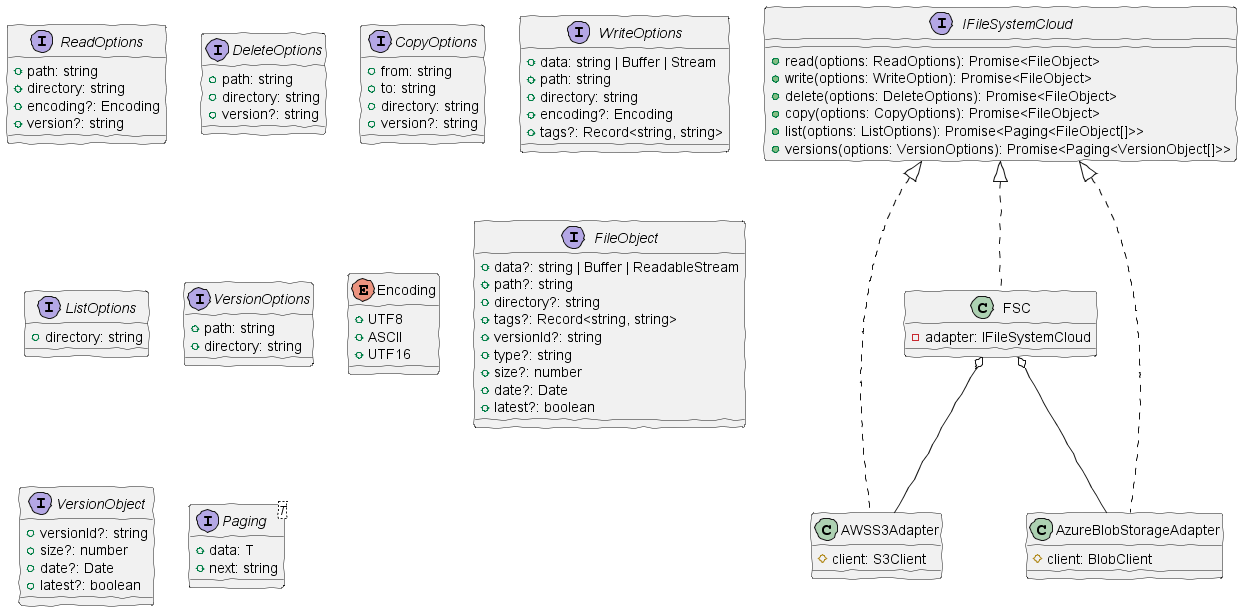 I ReadOptions
path: string
directory: string
encoding?: Encoding
version?: string
I DeleteOptions
path: string
directory: string
version?: string
I CopyOptions
from: string
to: string
directory: string
version?: string
I WriteOptions
data: string | Buffer | Stream
path: string
directory: string
encoding?: Encoding
tags?: Record<string, string>
I IFileSystemCloud
read(options: ReadOptions): Promise<FileObject>
write(options: WriteOption): Promise<FileObject>
delete(options: DeleteOptions): Promise<FileObject>
copy(options: CopyOptions): Promise<FileObject>
list(options: ListOptions): Promise<Paging<FileObject[]>>
versions(options: VersionOptions): Promise<Paging<VersionObject[]>>
I ListOptions
directory: string
I VersionOptions
path: string
directory: string
E Encoding
UTF8
ASCII
UTF16
I FileObject
data?: string | Buffer | ReadableStream
path?: string
directory?: string
tags?: Record<string, string>
versionId?: string
type?: string
size?: number
date?: Date
latest?: boolean
C FSC
adapter: IFileSystemCloud
I VersionObject
versionId?: string
size?: number
date?: Date
latest?: boolean
I Paging T
data: T
next: string
C AWSS3Adapter
client: S3Client
C AzureBlobStorageAdapter
client: BlobClient